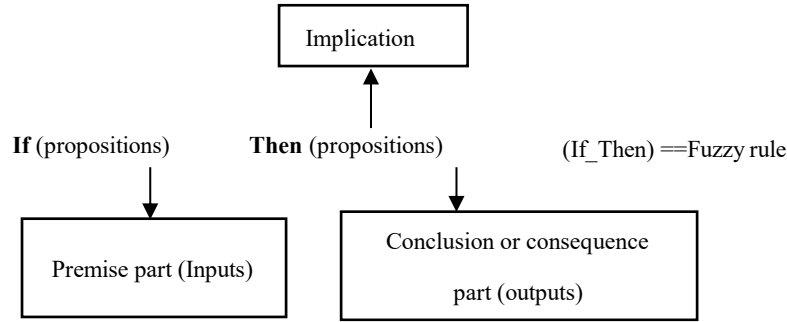 Implication
If (propositions) Then (propositions) (If_Then) ==Fuzzy rule
Premise part (Inputs)
Conclusion or consequence
part (outputs)